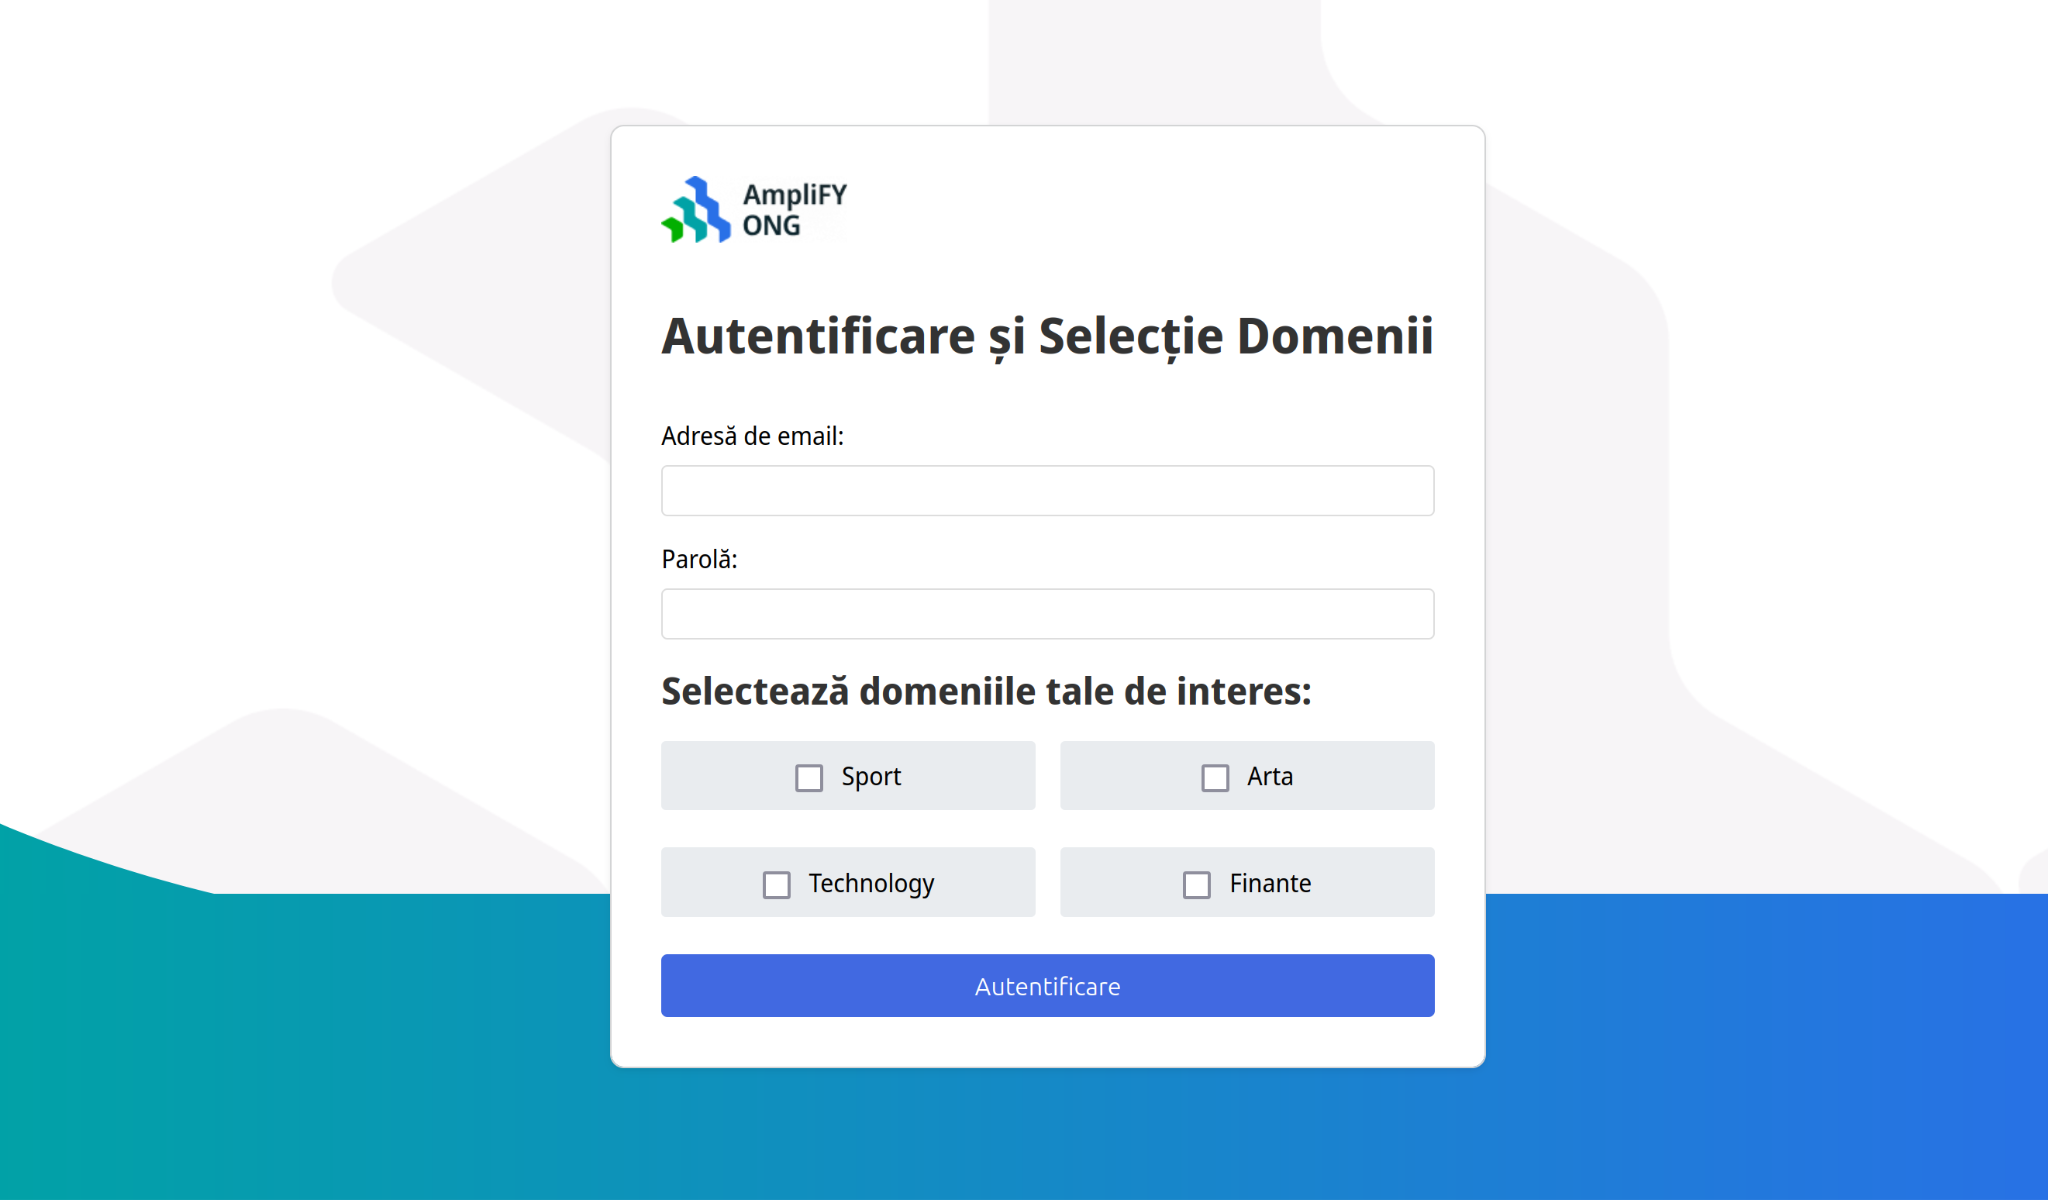 AmpliFY
ONG
Autentificare și Selecție Domenii
Adresă de email:
Parolă:
Selectează domeniile tale de interes:
Sport
Arta
Technology
Finante
Autentificare